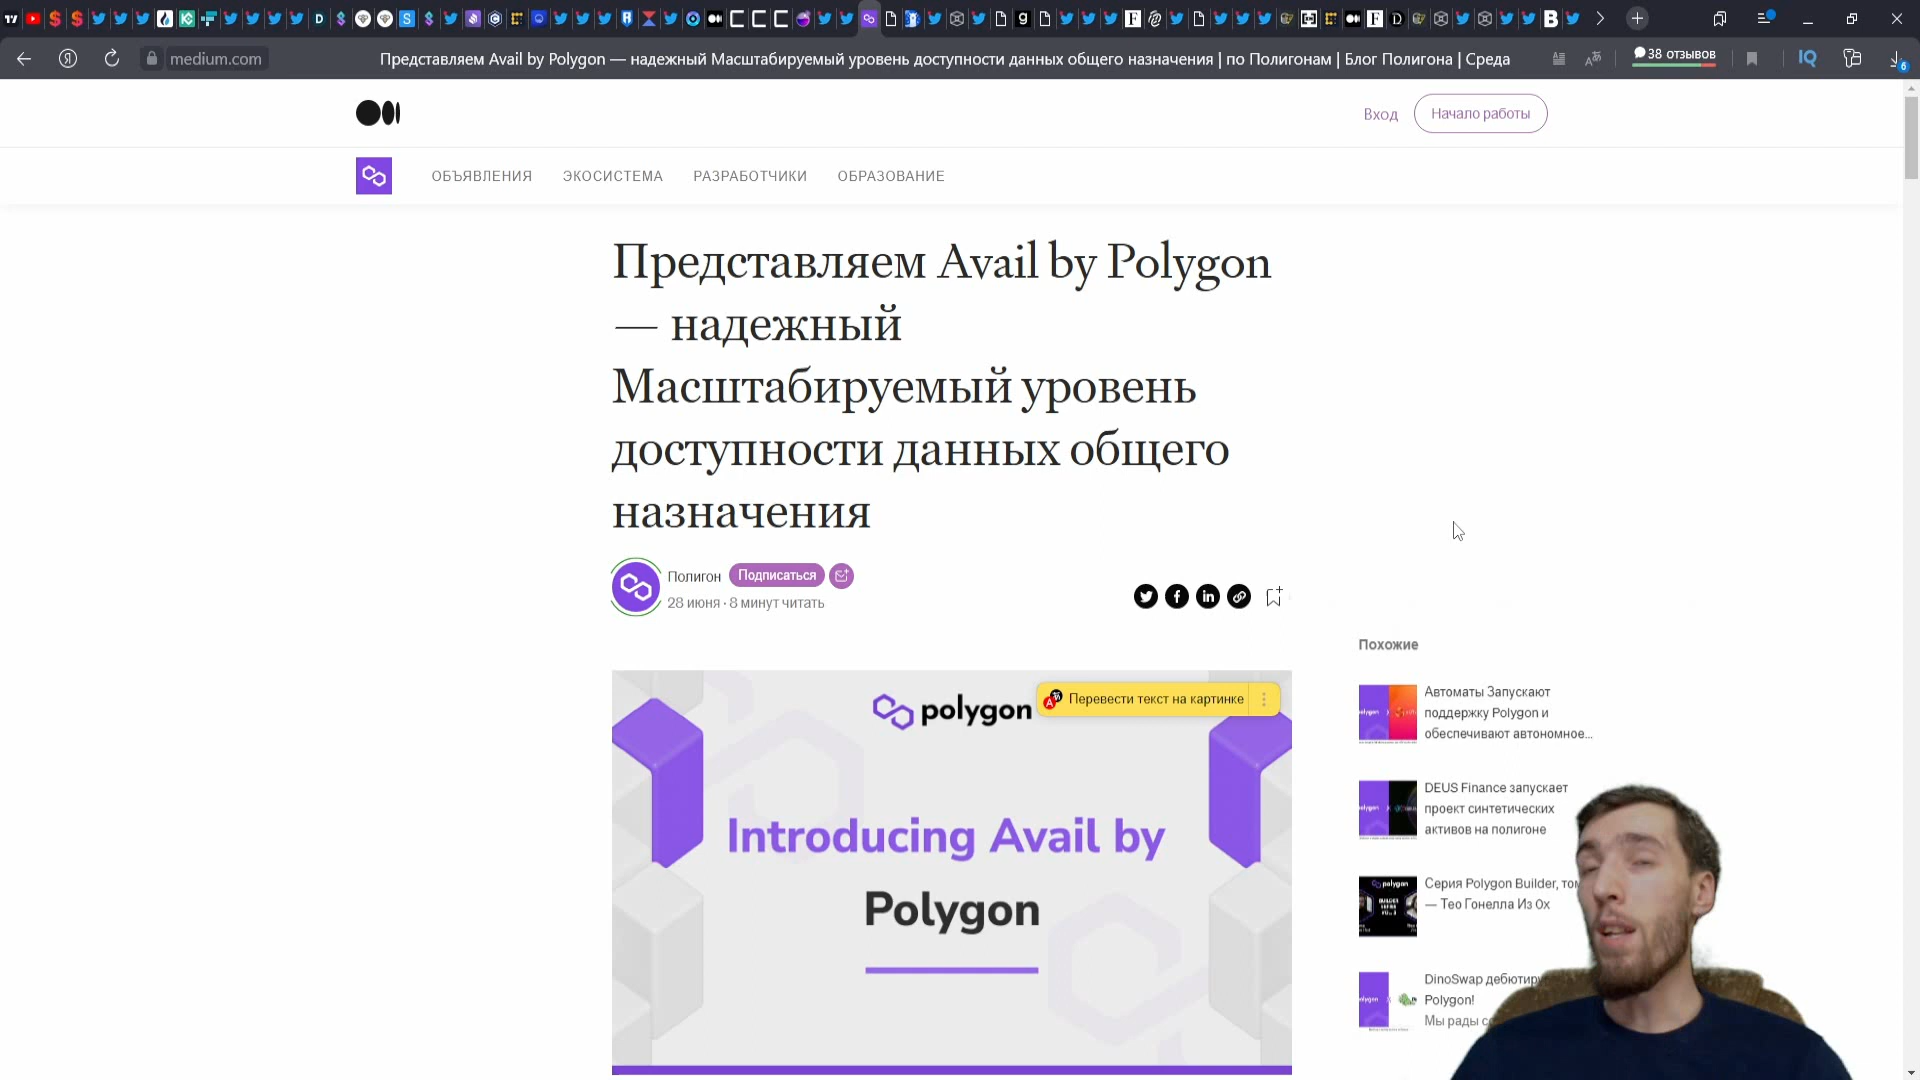 medium.com
Представляем Avail by Polygon — надежный Масштабируемый уровень доступности данных общего назначения | по Полигонам | Блог Полигона | Среда
38 отзывов
IQ
6
Вход
Начало работы
ОБЪЯВЛЕНИЯ ЭКОСИСТЕМА РАЗРАБОТЧИКИ ОБРАЗОВАНИЕ
Представляем Avail by Polygon
— надежный
Масштабируемый уровень
доступности данных общего
назначения
Полигон Подписаться
28 июня · 8 минут читать
polygon
Перевести текст на картинке
Introducing Avail by
Polygon
Похожие
Автоматы Запускают
поддержку Polygon и
обеспечивают автономное...
DEUS Finance запускает
проект синтетических
активов на полигоне
Серия Polygon Builder, том
— Тео Гонелла Из Ox
DinoSwap дебютиру
Polygon!
Мы рады